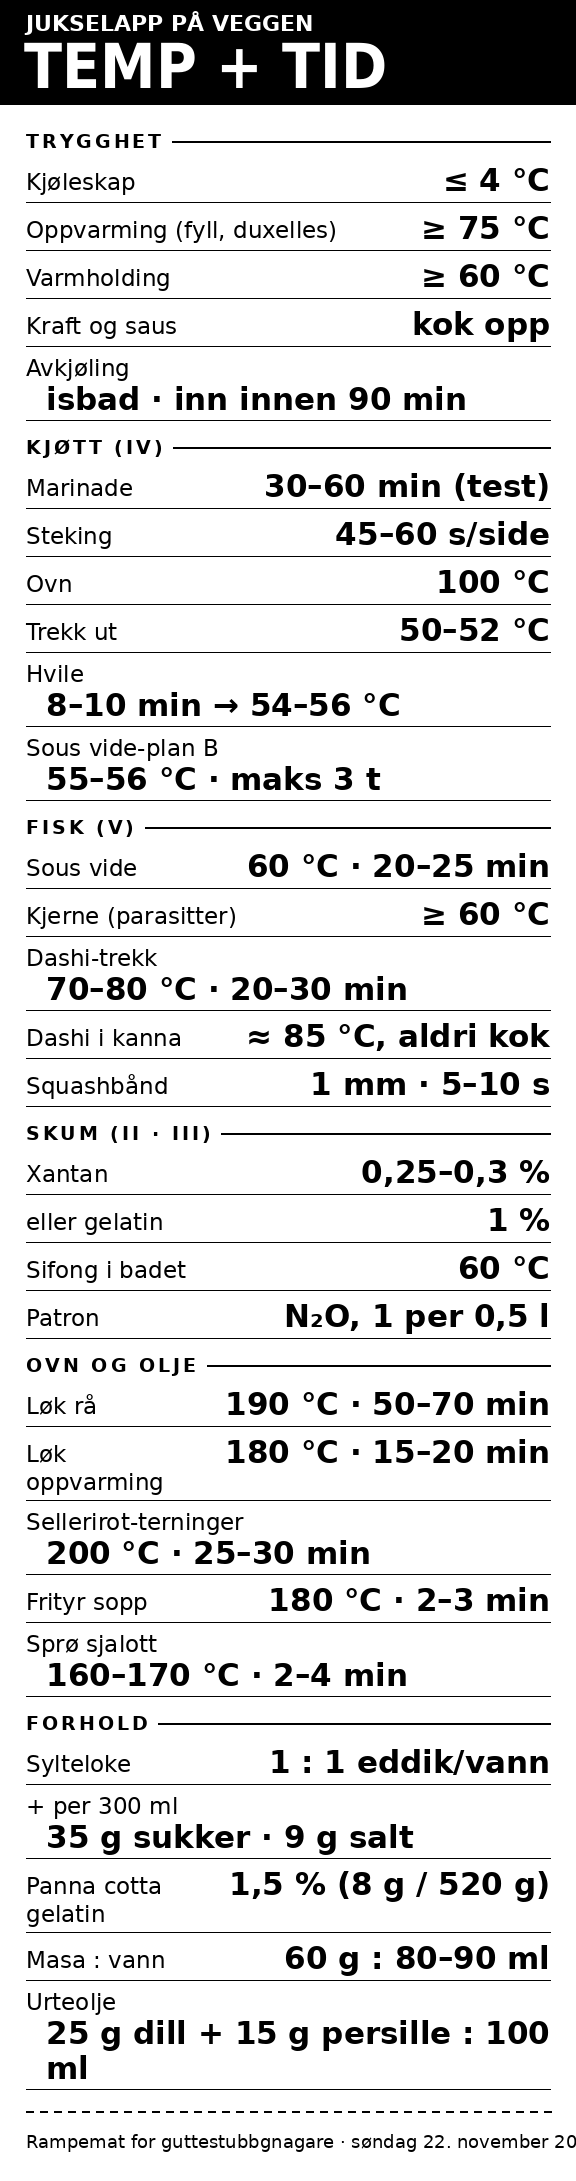 JUKSELAPP PÅ VEGGEN
TEMP + TID
TRYGGHET
Kjøleskap ≤ 4 °C
Oppvarming (fyll, duxelles) ≥ 75 °C
Varmholding ≥ 60 °C
Kraft og saus kok opp
Avkjøling
isbad · inn innen 90 min
KJØTT (IV)
Marinade 30–60 min (test)
Steking 45–60 s/side
Ovn 100 °C
Trekk ut 50–52 °C
Hvile
8–10 min → 54–56 °C
Sous vide-plan B
55–56 °C · maks 3 t
FISK (V)
Sous vide 60 °C · 20–25 min
Kjerne (parasitter) ≥ 60 °C
Dashi-trekk
70–80 °C · 20–30 min
Dashi i kanna ≈ 85 °C, aldri kok
Squashbånd 1 mm · 5–10 s
SKUM (II · III)
Xantan 0,25–0,3 %
eller gelatin 1 %
Sifong i badet 60 °C
Patron N₂O, 1 per 0,5 l
OVN OG OLJE
Løk rå 190 °C · 50–70 min
Løk 180 °C · 15–20 min
oppvarming
Sellerirot-terninger
200 °C · 25–30 min
Frityr sopp 180 °C · 2–3 min
Sprø sjalott
160–170 °C · 2–4 min
FORHOLD
Sylteloke 1 : 1 eddik/vann
+ per 300 ml
35 g sukker · 9 g salt
Panna cotta 1,5 % (8 g / 520 g)
gelatin
Masa : vann 60 g : 80–90 ml
Urteolje
25 g dill + 15 g persille : 100
ml
Rampemat for guttestubbgnagare · søndag 22. november 20